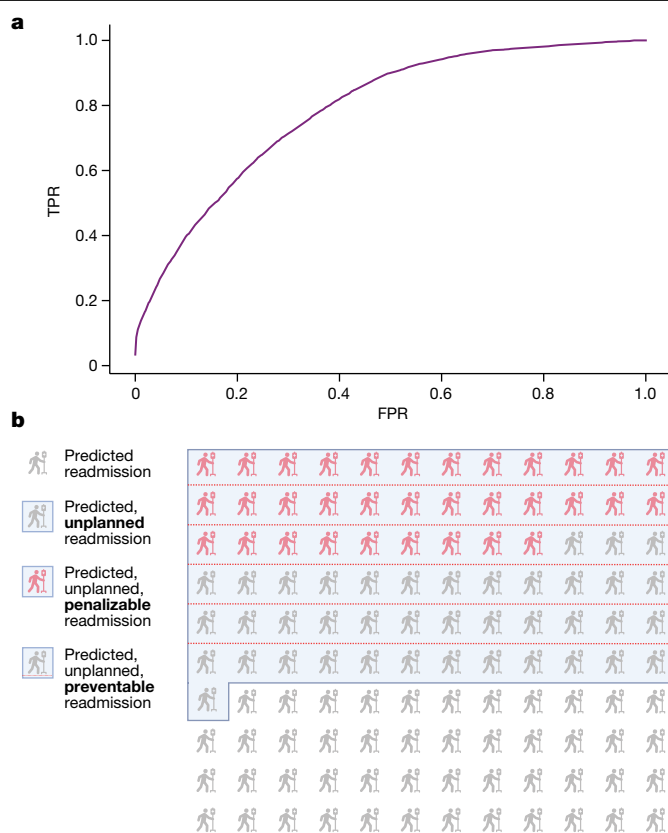 a
1.0
0.8
0.6
0.4
0.2
0
TPR
0 0.2 0.4 0.6 0.8 1.0
FPR
b
Predicted
readmission
Predicted,
unplanned
readmission
Predicted,
unplanned,
penalizable
readmission
Predicted,
unplanned,
preventable
readmission